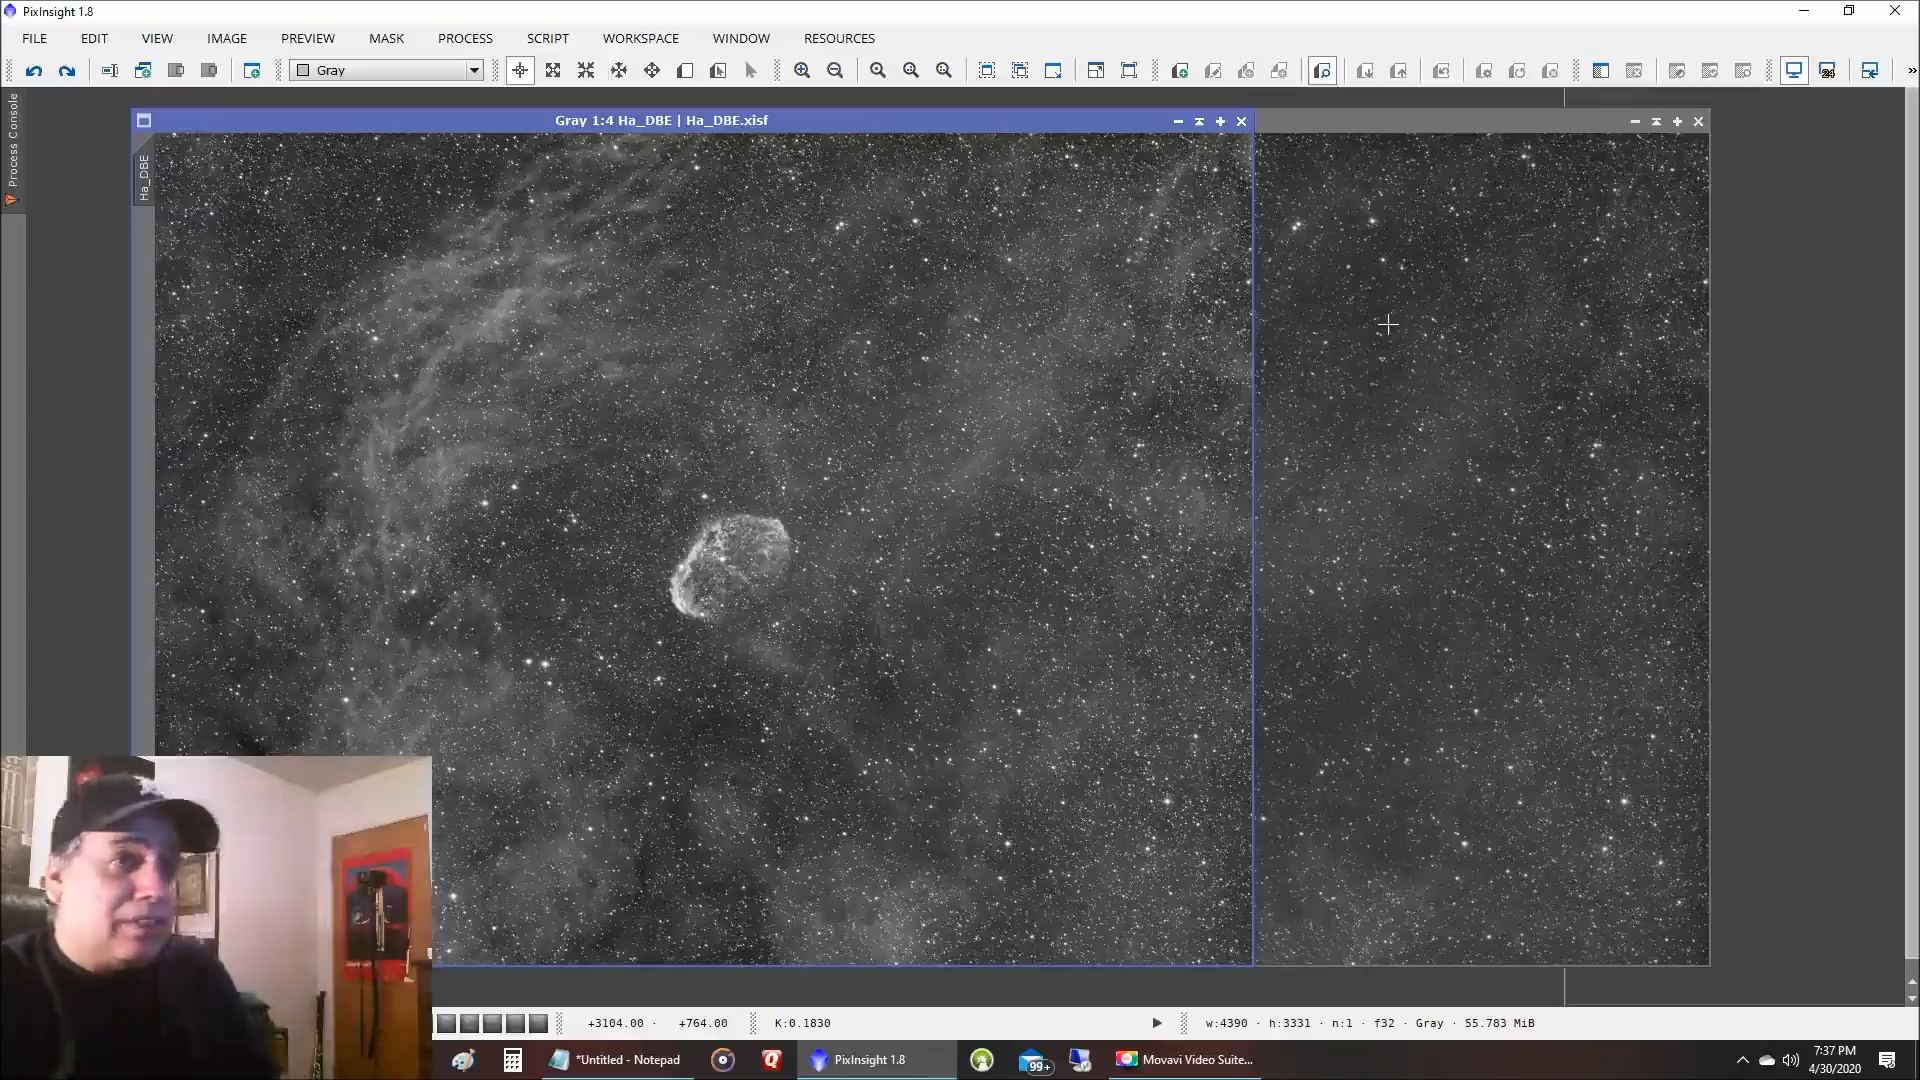 PixInsight 1.8
FILE EDIT VIEW IMAGE PREVIEW MASK PROCESS SCRIPT WORKSPACE WINDOW RESOURCES
Gray
24
»
Process Console
Gray 1:4 Ha_DBE | Ha_DBE.xisf
Ha_DBE
+3104.00 · +764.00 K:0.1830 w:4390 · h:3331 · n:1 · f32 · Gray · 55.783 MiB
*Untitled - Notepad
PixInsight 1.8
99+
Movavi Video Suite...
7:37 PM
4/30/2020